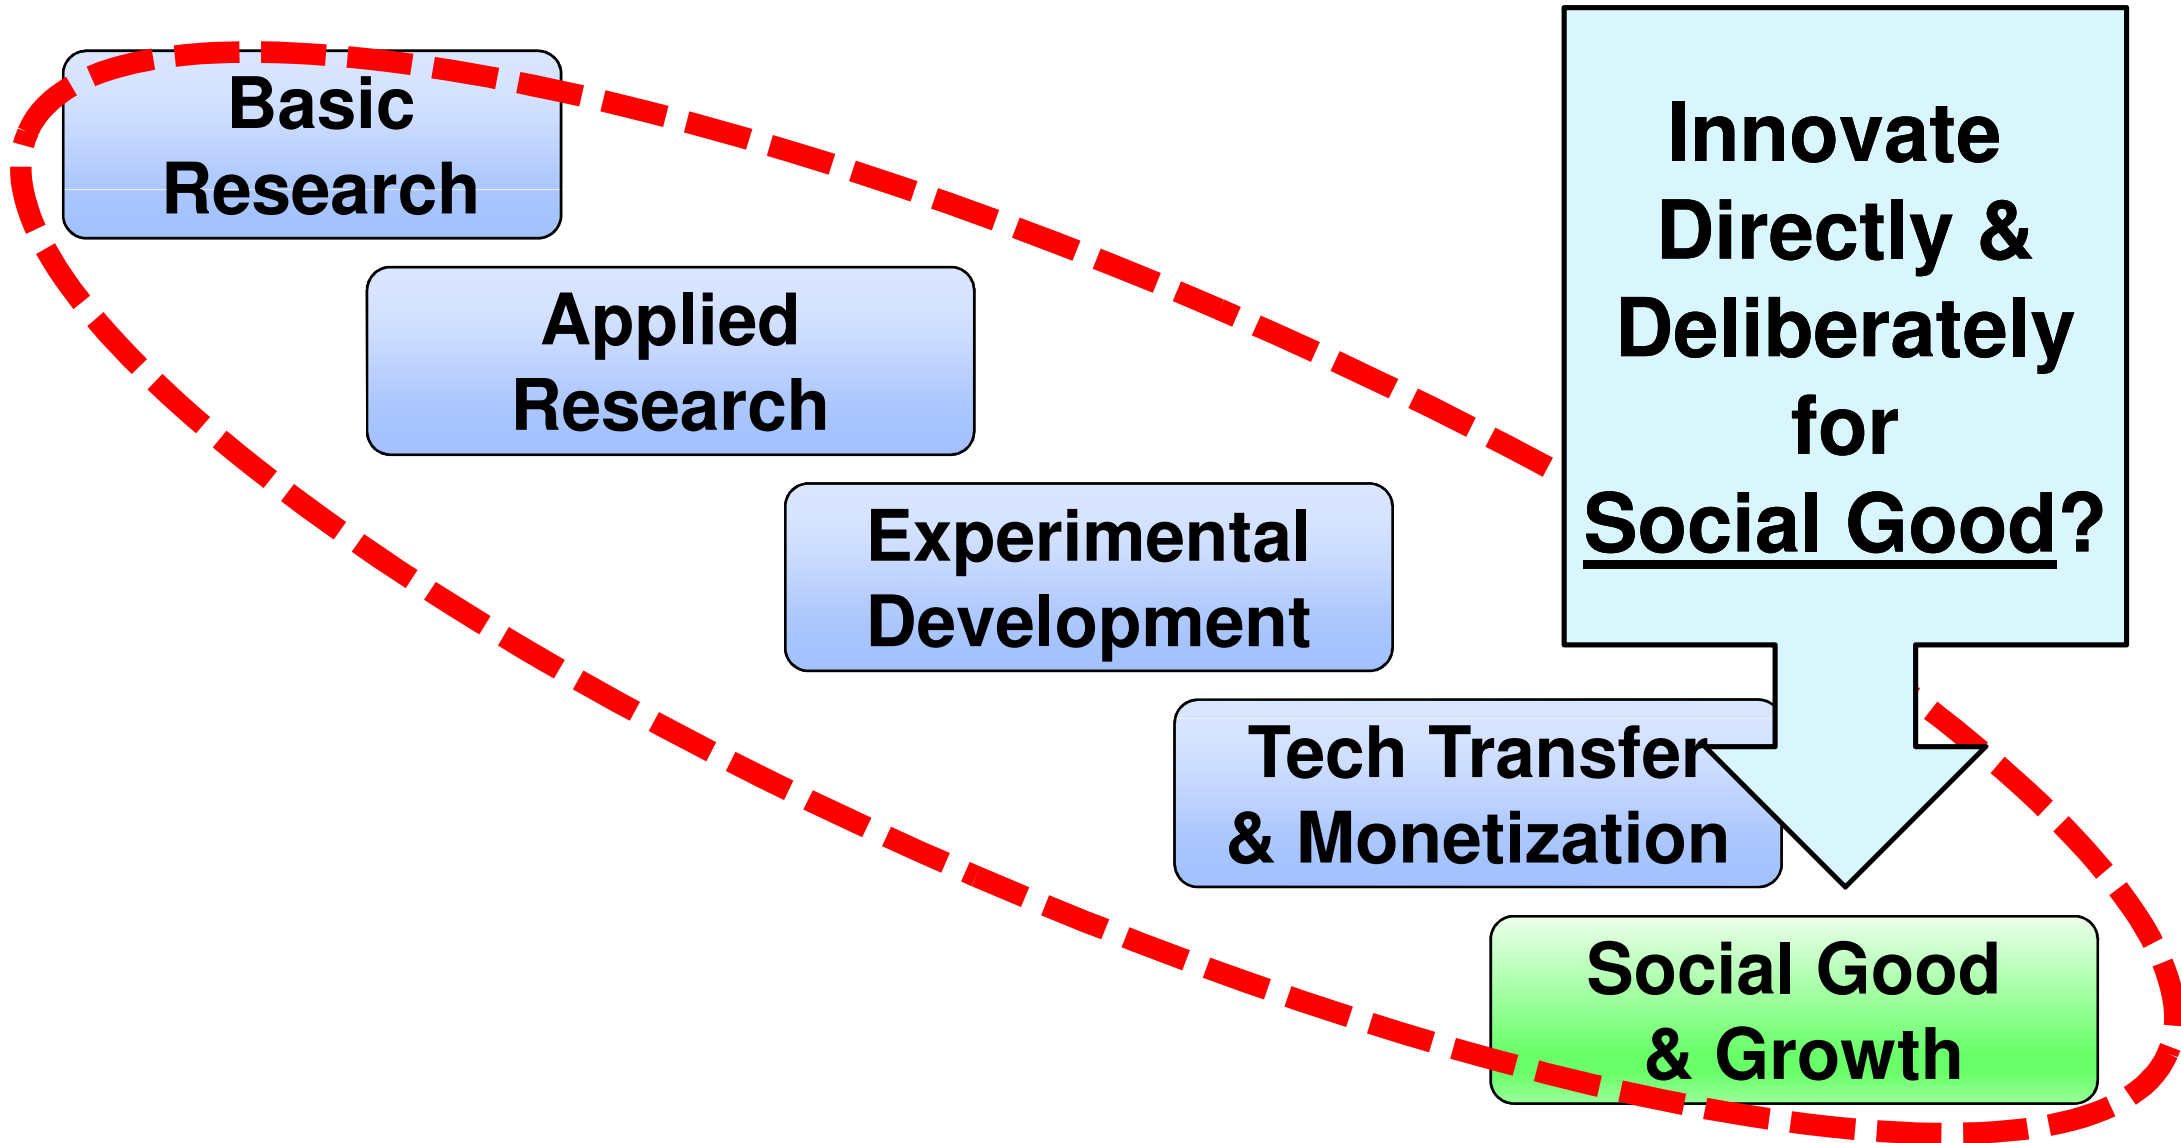 Basic
Research
Applied
Research
Experimental
Development
Tech Transfer
& Monetization
Social Good
& Growth
Innovate
Directly &
Deliberately
for
Social Good?